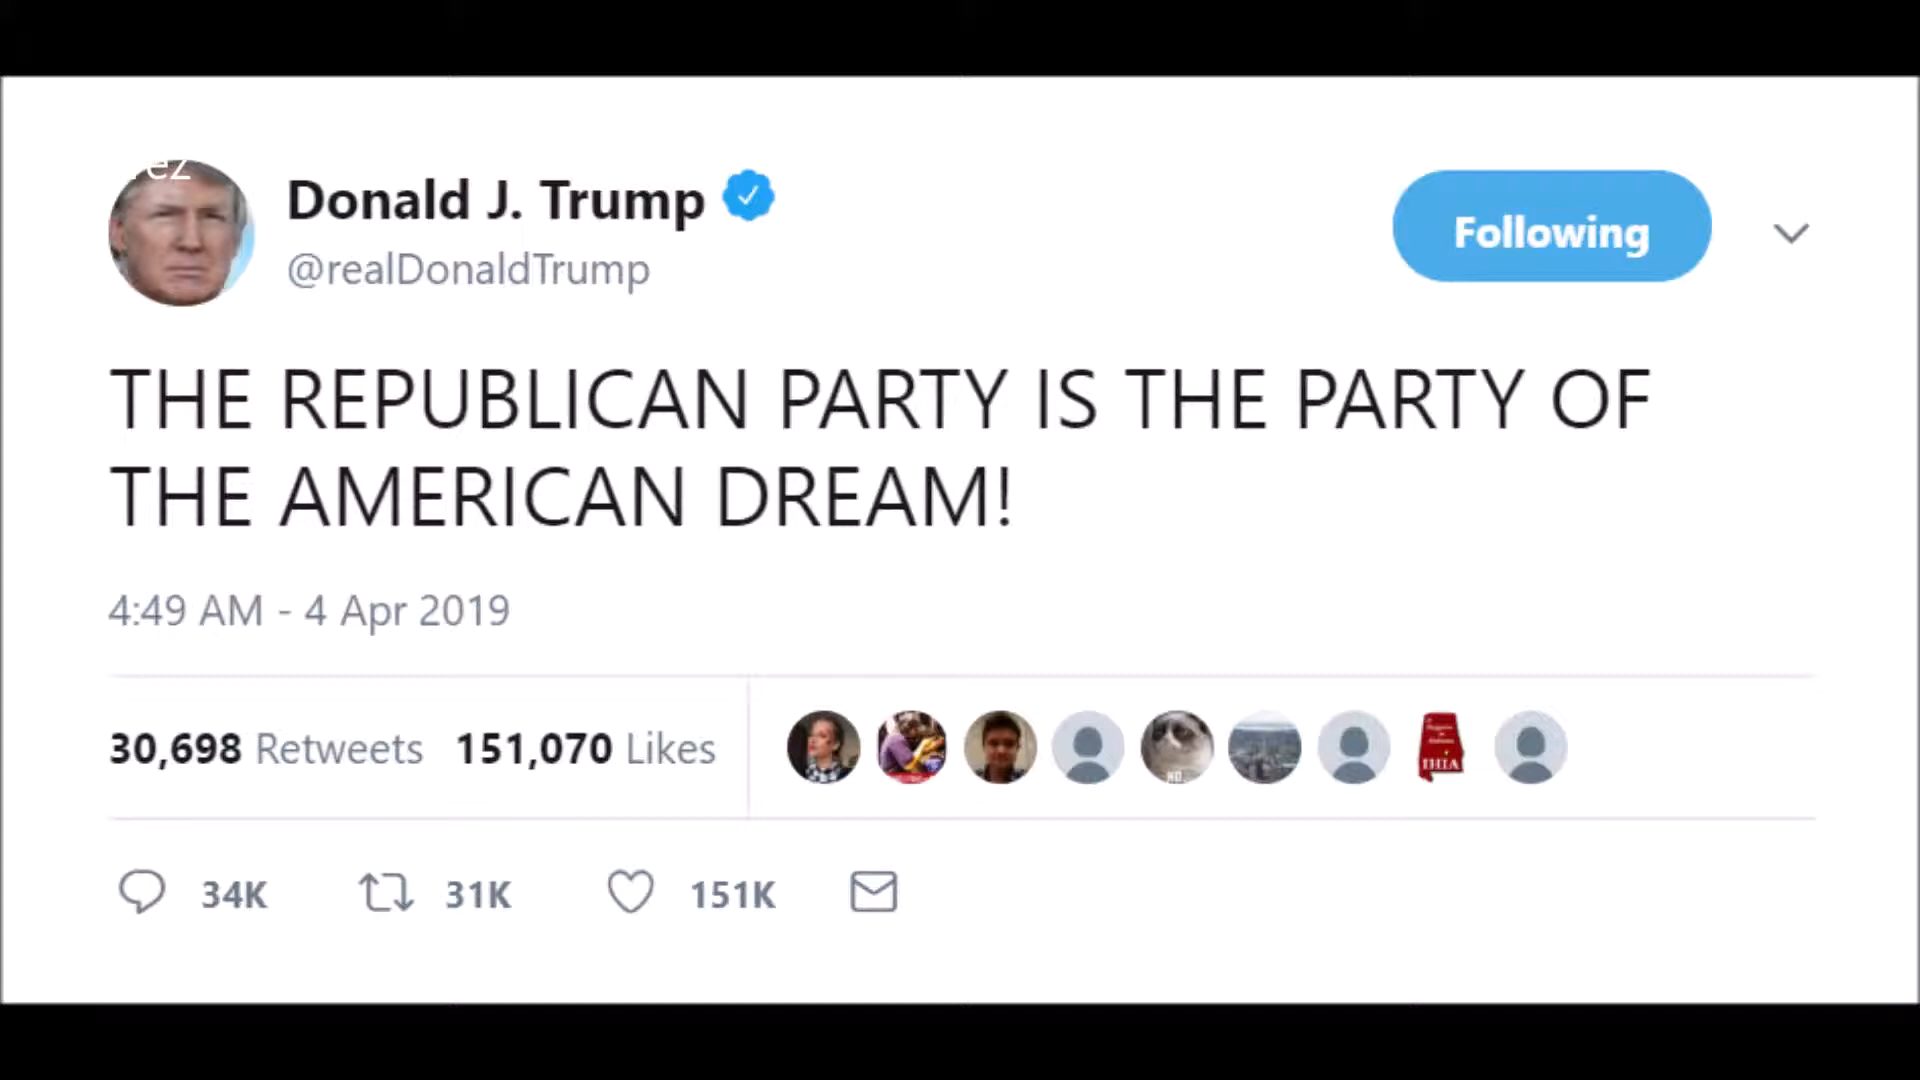 Donald J. Trump
@realDonaldTrump
Following
THE REPUBLICAN PARTY IS THE PARTY OF
THE AMERICAN DREAM!
4:49 AM - 4 Apr 2019
30,698 Retweets 151,070 Likes
NO.
34K 31K 151K